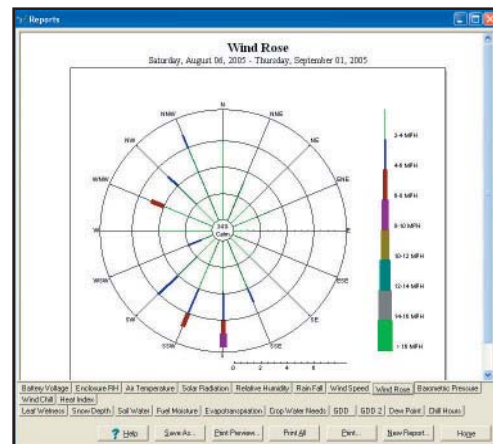 Reports
Wind Rose
Saturday, August 06, 2005 - Thursday, September 01, 2005
N
NNW
NNE
NW
NE
WNW
ENE
W
Calm
E
WSW
ESE
SW
SE
SSW
SSE
S
0 2 4 6
2-4 MPH
4-6 MPH
6-8 MPH
8-10 MPH
10-12 MPH
12-14 MPH
14-16 MPH
> 16 MPH
Battery Voltage Enclosure RH Air Temperature Solar Radiation Relative Humidity Rain Fall Wind Speed Wind Rose Barometric Pressure
Wind Chill Heat Index
Leaf Wetness Snow Depth Soil Water Fuel Moisture Evapotranspiration Crop Water Needs GDD GDD 2 Dew Point Chill Hours
? Help Save As... Print Preview... Print All Print... New Report... Home